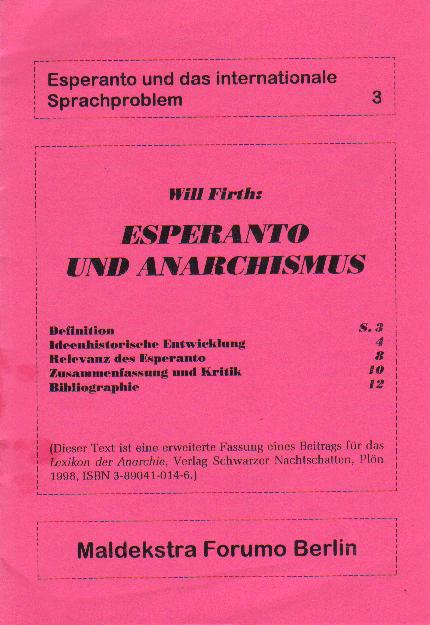 Esperanto und das internationale
Sprachproblem 3
Will Firth:
ESPERANTO
UND ANARCHISMUS
Definition S. 3
Ideenhistorische Entwicklung 4
Relevanz des Esperanto 8
Zusammenfassung und Kritik 10
Bibliographie 12
(Dieser Text ist eine erweiterte Fassung eines Beitrags für das
Lexikon der Anarchie, Verlag Schwarzer Nachtschatten, Plön
1998, ISBN 3-89041-014-6.)
Maldekstra Forumo Berlin